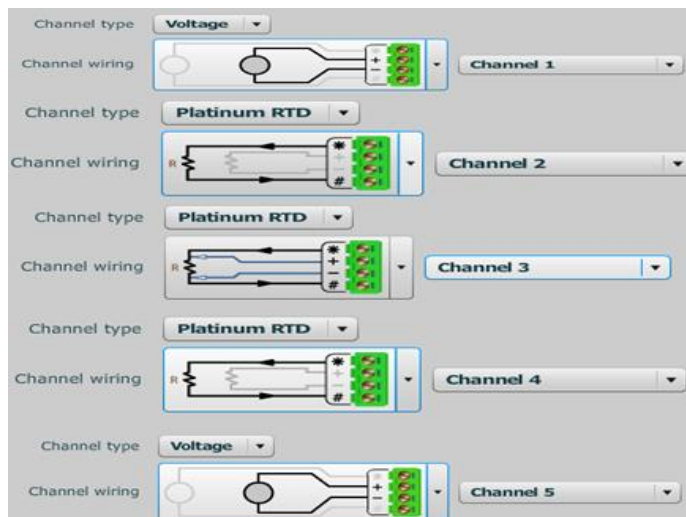 Channel type Voltage
+
Channel wiring − Channel 1
Channel type Platinum RTD
*
+
Channel wiring R − Channel 2
#
Channel type Platinum RTD
*
+
Channel wiring R − Channel 3
#
Channel type Platinum RTD
*
+
Channel wiring R − Channel 4
#
Channel type Voltage
+
Channel wiring − Channel 5